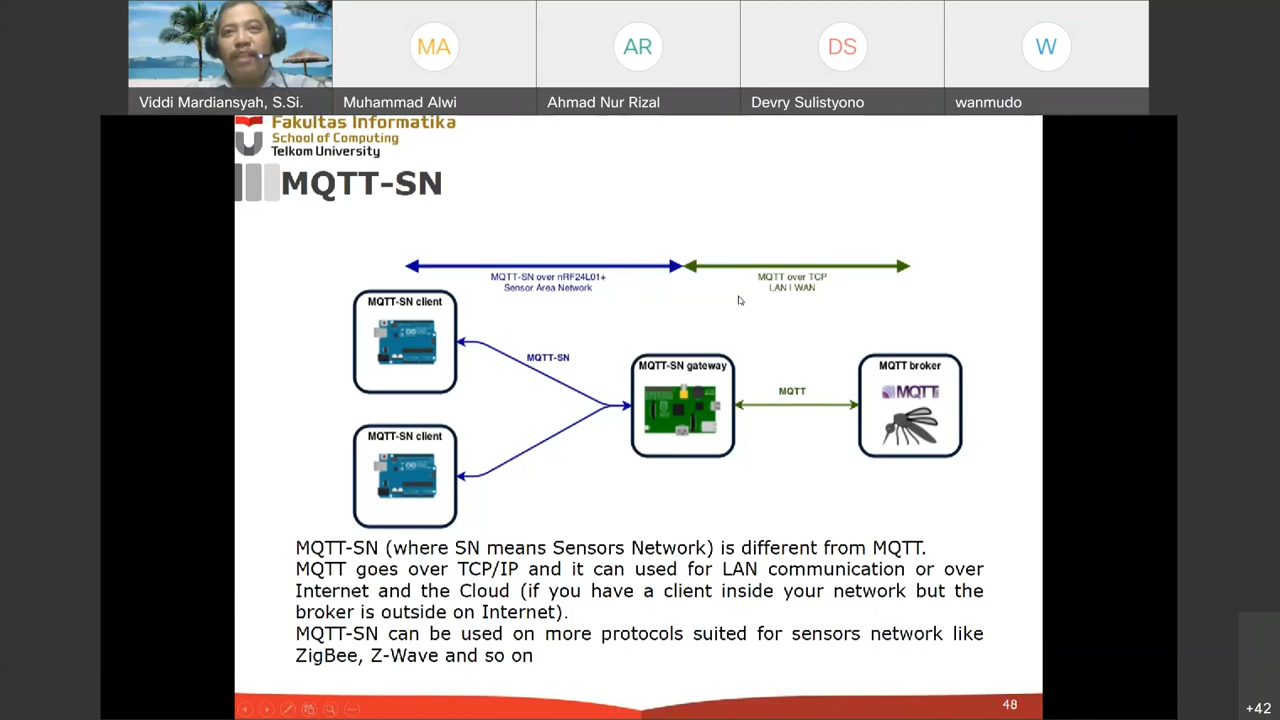 MA
AR
DS
W
Viddi Mardiansyah, S.Si.
Muhammad Alwi
Ahmad Nur Rizal
Devry Sulistyono
wanmudo
Fakultas Informatika
School of Computing
Telkom University
MQTT-SN
MQTT-SN over nRF24L01+
Sensor Area Network
MQTT over TCP
LAN | WAN
MQTT-SN client
MQTT-SN
MQTT-SN gateway
MQTT
MQTT broker
MQTT
MQTT-SN client
MQTT-SN (where SN means Sensors Network) is different from MQTT.
MQTT goes over TCP/IP and it can used for LAN communication or over
Internet and the Cloud (if you have a client inside your network but the
broker is outside on Internet).
MQTT-SN can be used on more protocols suited for sensors network like
ZigBee, Z-Wave and so on
48
+42